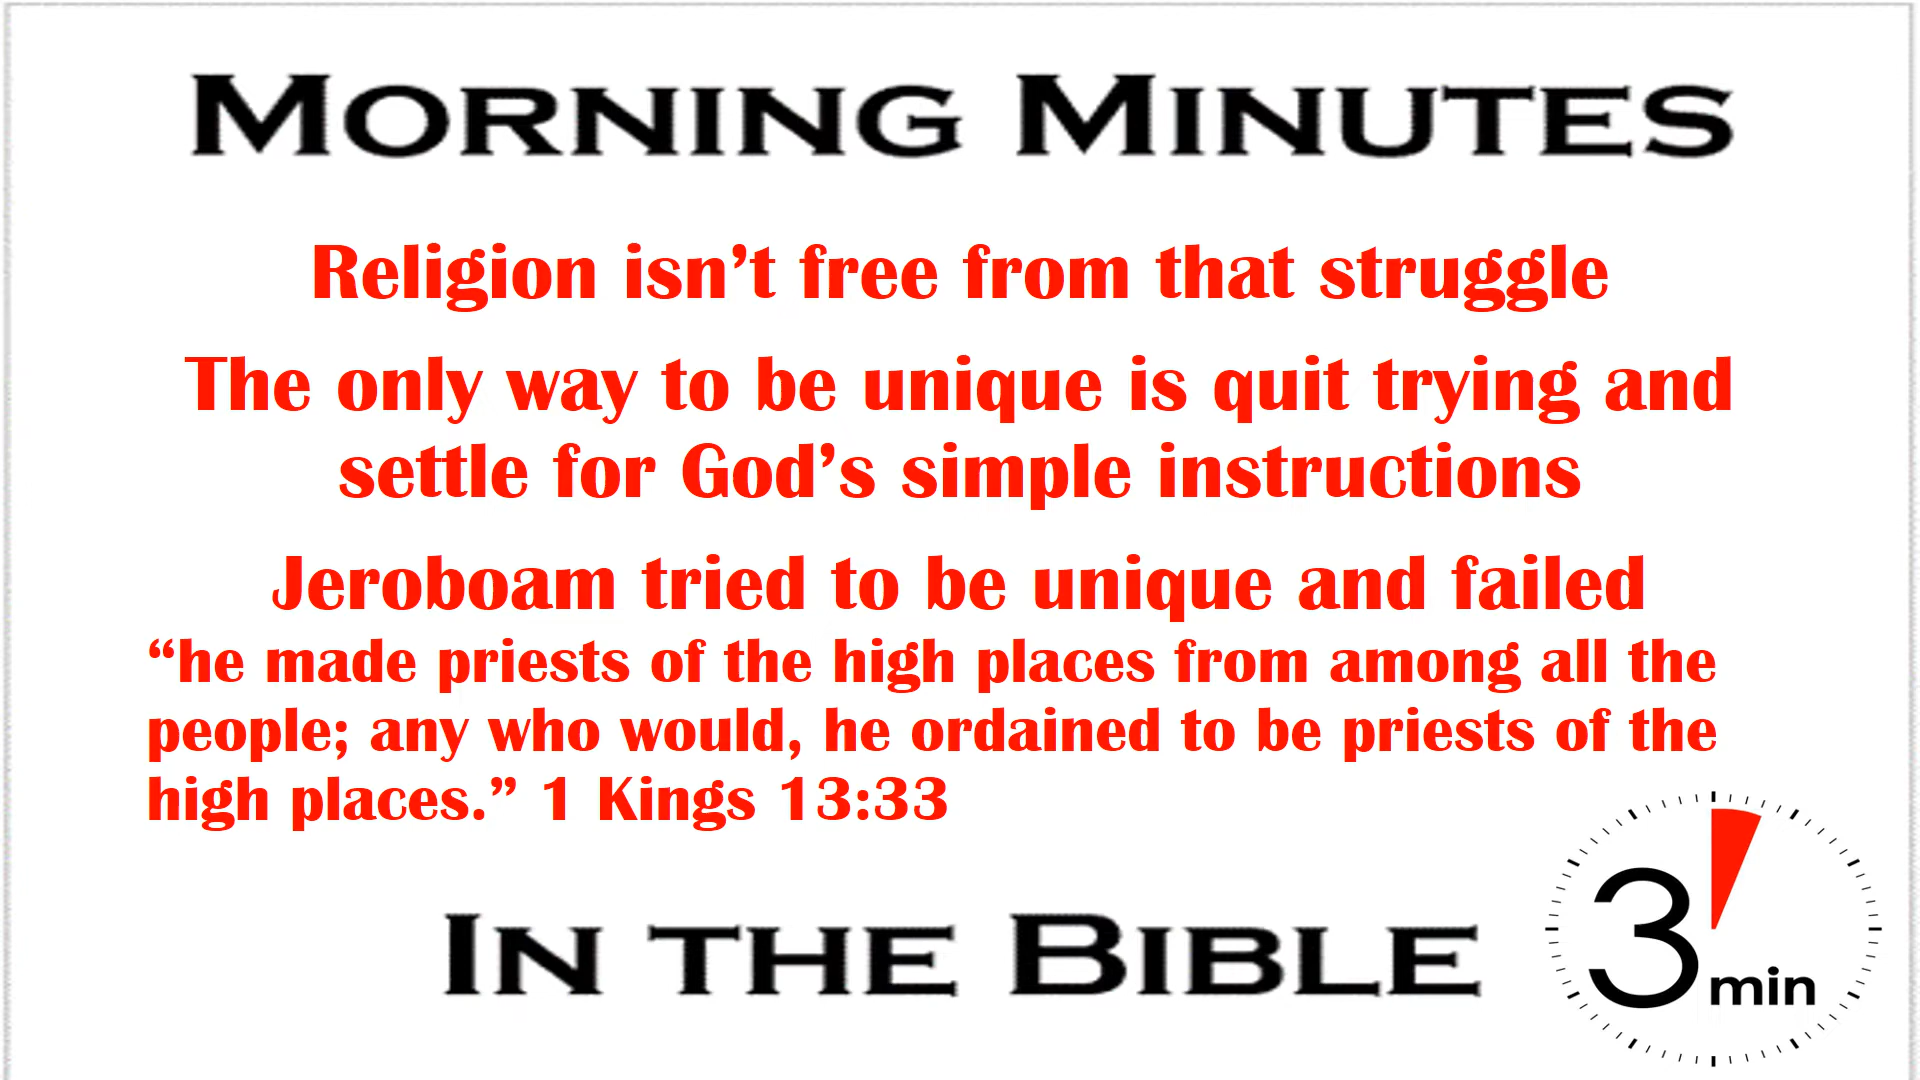 MORNING MINUTES
Religion isn’t free from that struggle
The only way to be unique is quit trying and
settle for God’s simple instructions
Jeroboam tried to be unique and failed
“he made priests of the high places from among all the
people; any who would, he ordained to be priests of the
high places.” 1 Kings 13:33
IN THE BIBLE
3 min